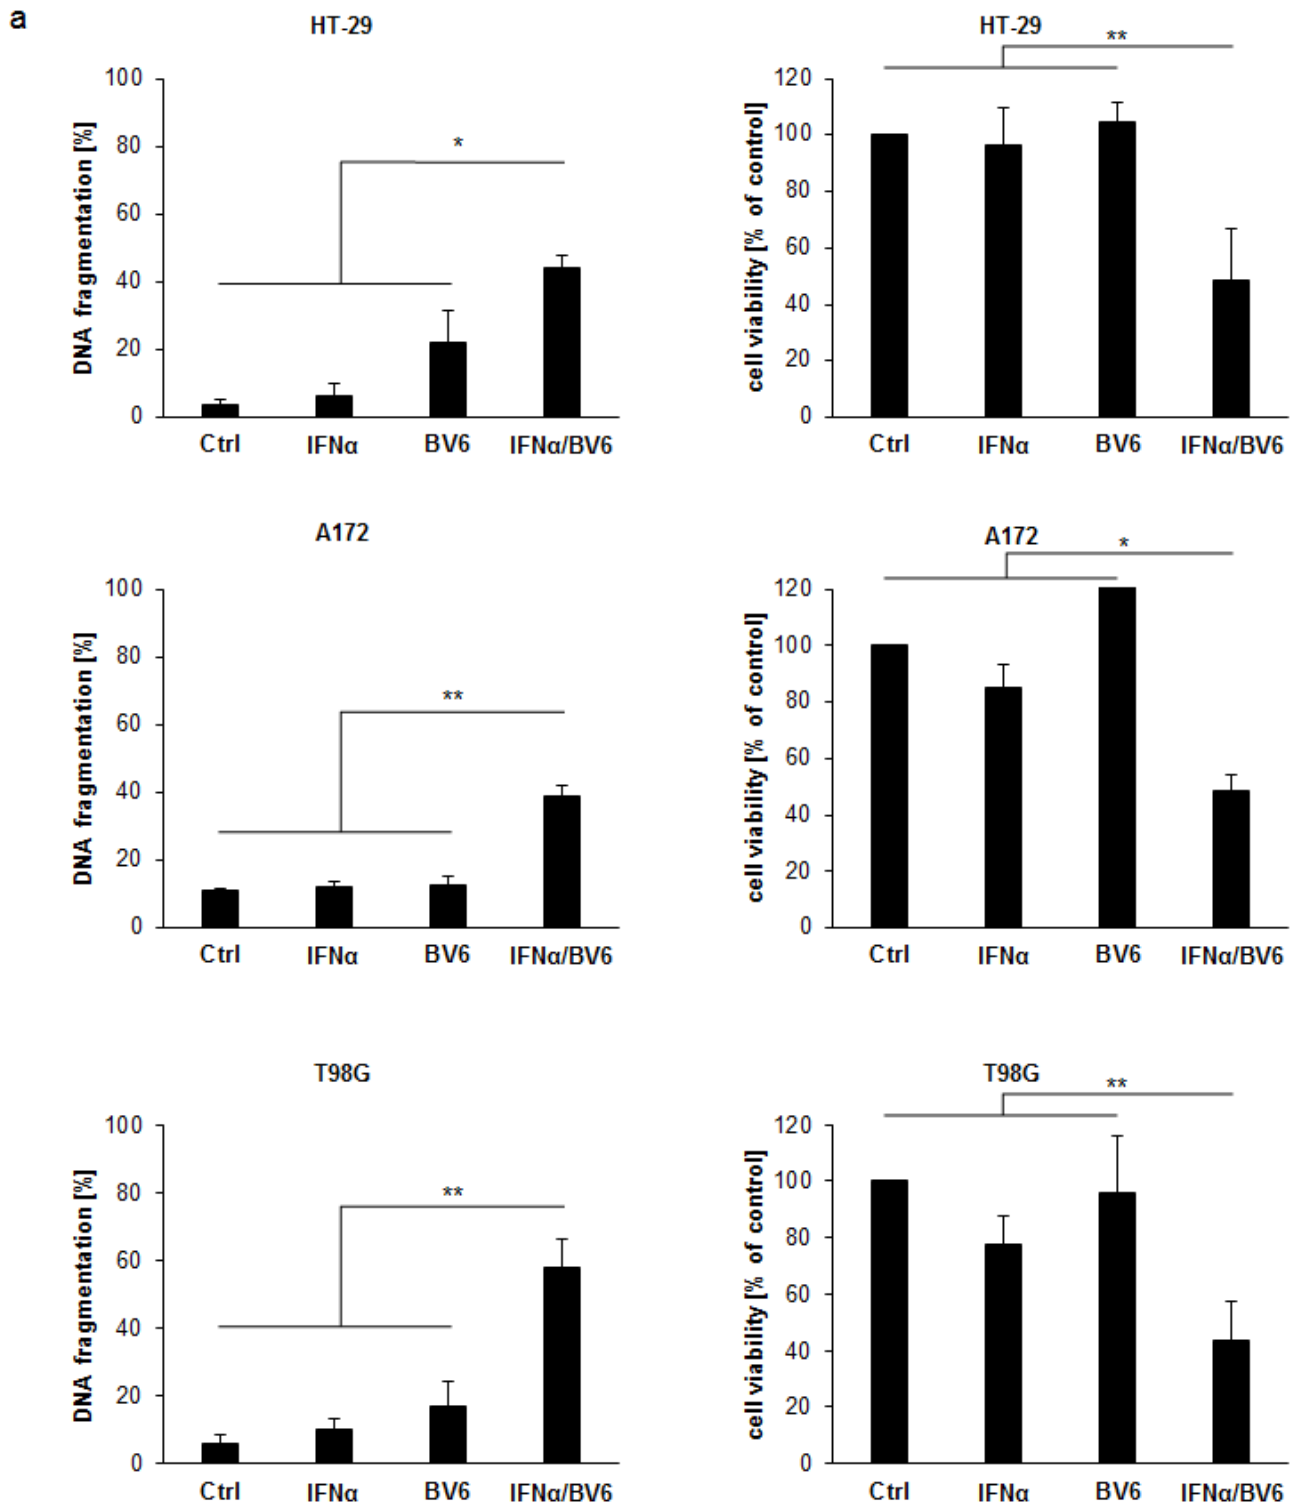 a
HT-29
DNA fragmentation [%]
100
80
60
40
20
0
*
Ctrl
IFNα
BV6
IFNα/BV6
HT-29
cell viability [% of control]
120
100
80
60
40
20
0
**
Ctrl
IFNα
BV6
IFNα/BV6
A172
DNA fragmentation [%]
100
80
60
40
20
0
**
Ctrl
IFNα
BV6
IFNα/BV6
A172
cell viability [% of control]
120
100
80
60
40
20
0
*
Ctrl
IFNα
BV6
IFNα/BV6
T98G
DNA fragmentation [%]
100
80
60
40
20
0
**
Ctrl
IFNα
BV6
IFNα/BV6
T98G
cell viability [% of control]
120
100
80
60
40
20
0
**
Ctrl
IFNα
BV6
IFNα/BV6